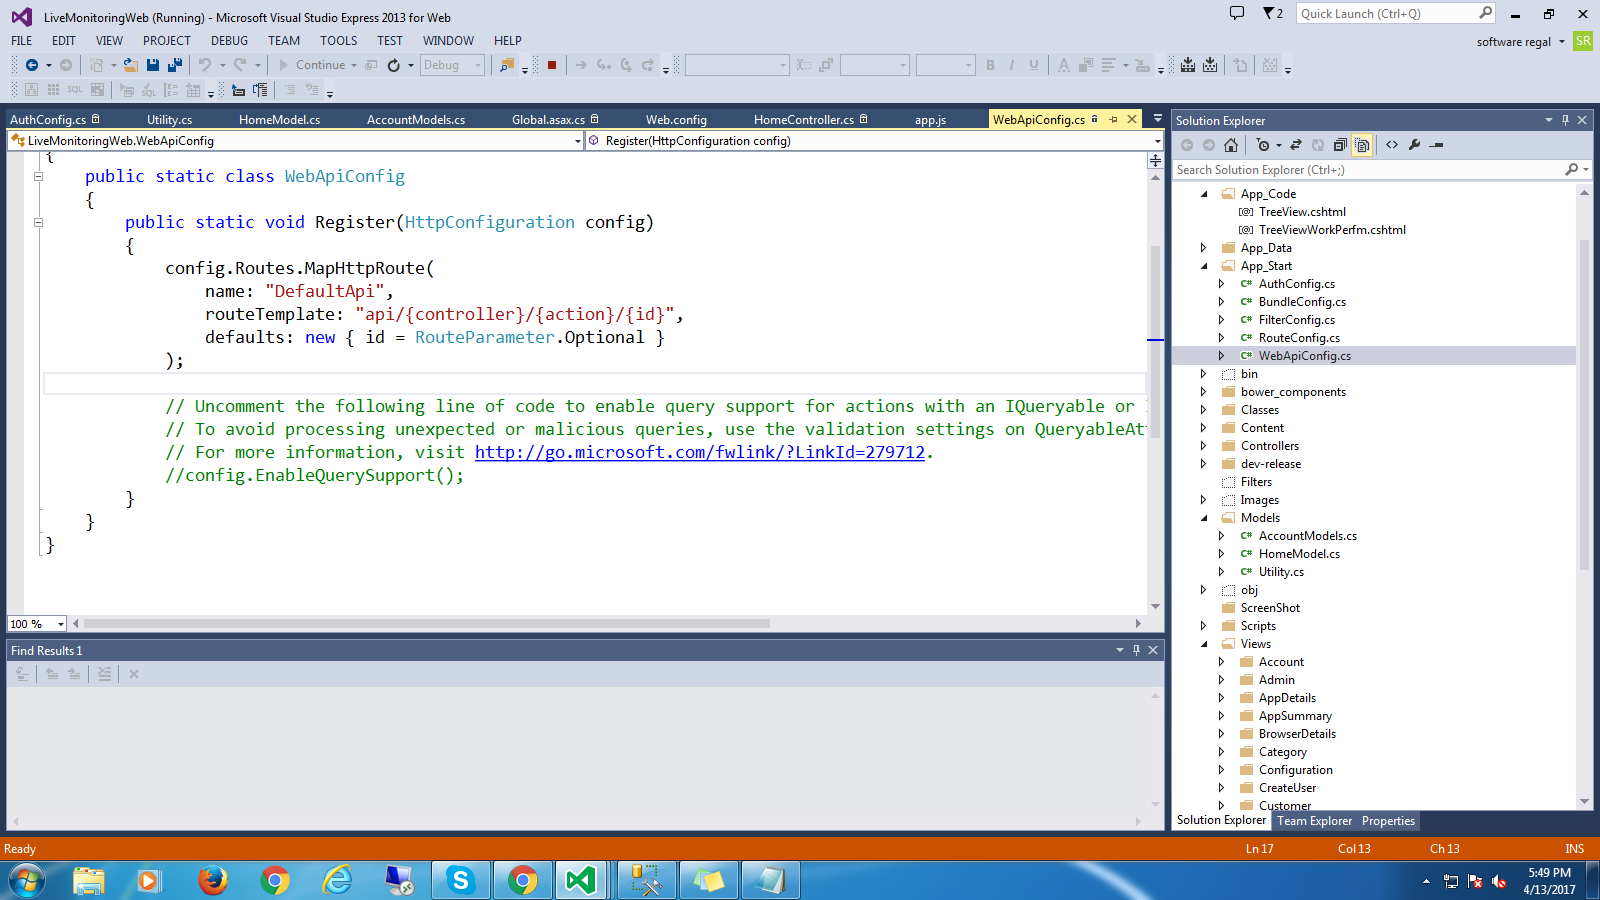 LiveMonitoringWeb (Running) - Microsoft Visual Studio Express 2013 for Web
2
Quick Launch (Ctrl+Q)
FILE EDIT VIEW PROJECT DEBUG TEAM TOOLS TEST WINDOW HELP
software regal SR
Continue Debug
B I U A
SQL SQL
AuthConfig.cs Utility.cs HomeModel.cs AccountModels.cs Global.asax.cs Web.config HomeController.cs app.js WebApiConfig.cs
LiveMonitoringWeb.WebApiConfig Register(HttpConfiguration config)
{
public static class WebApiConfig
{
public static void Register(HttpConfiguration config)
{
config.Routes.MapHttpRoute(
name: "DefaultApi",
routeTemplate: "api/{controller}/{action}/{id}",
defaults: new { id = RouteParameter.Optional }
);
// Uncomment the following line of code to enable query support for actions with an IQueryable or
// To avoid processing unexpected or malicious queries, use the validation settings on QueryableAt
// For more information, visit http://go.microsoft.com/fwlink/?LinkId=279712.
//config.EnableQuerySupport();
}
}
}
100 %
Find Results 1
Solution Explorer
Search Solution Explorer (Ctrl+;)
App_Code
TreeView.cshtml
TreeViewWorkPerfm.cshtml
App_Data
App_Start
C# AuthConfig.cs
C# BundleConfig.cs
C# FilterConfig.cs
C# RouteConfig.cs
C# WebApiConfig.cs
bin
bower_components
Classes
Content
Controllers
dev-release
Filters
Images
Models
C# AccountModels.cs
C# HomeModel.cs
C# Utility.cs
obj
ScreenShot
Scripts
Views
Account
Admin
AppDetails
AppSummary
BrowserDetails
Category
Configuration
CreateUser
Customer
Solution Explorer Team Explorer Properties
Ready Ln 17 Col 13 Ch 13 INS
5:49 PM
4/13/2017